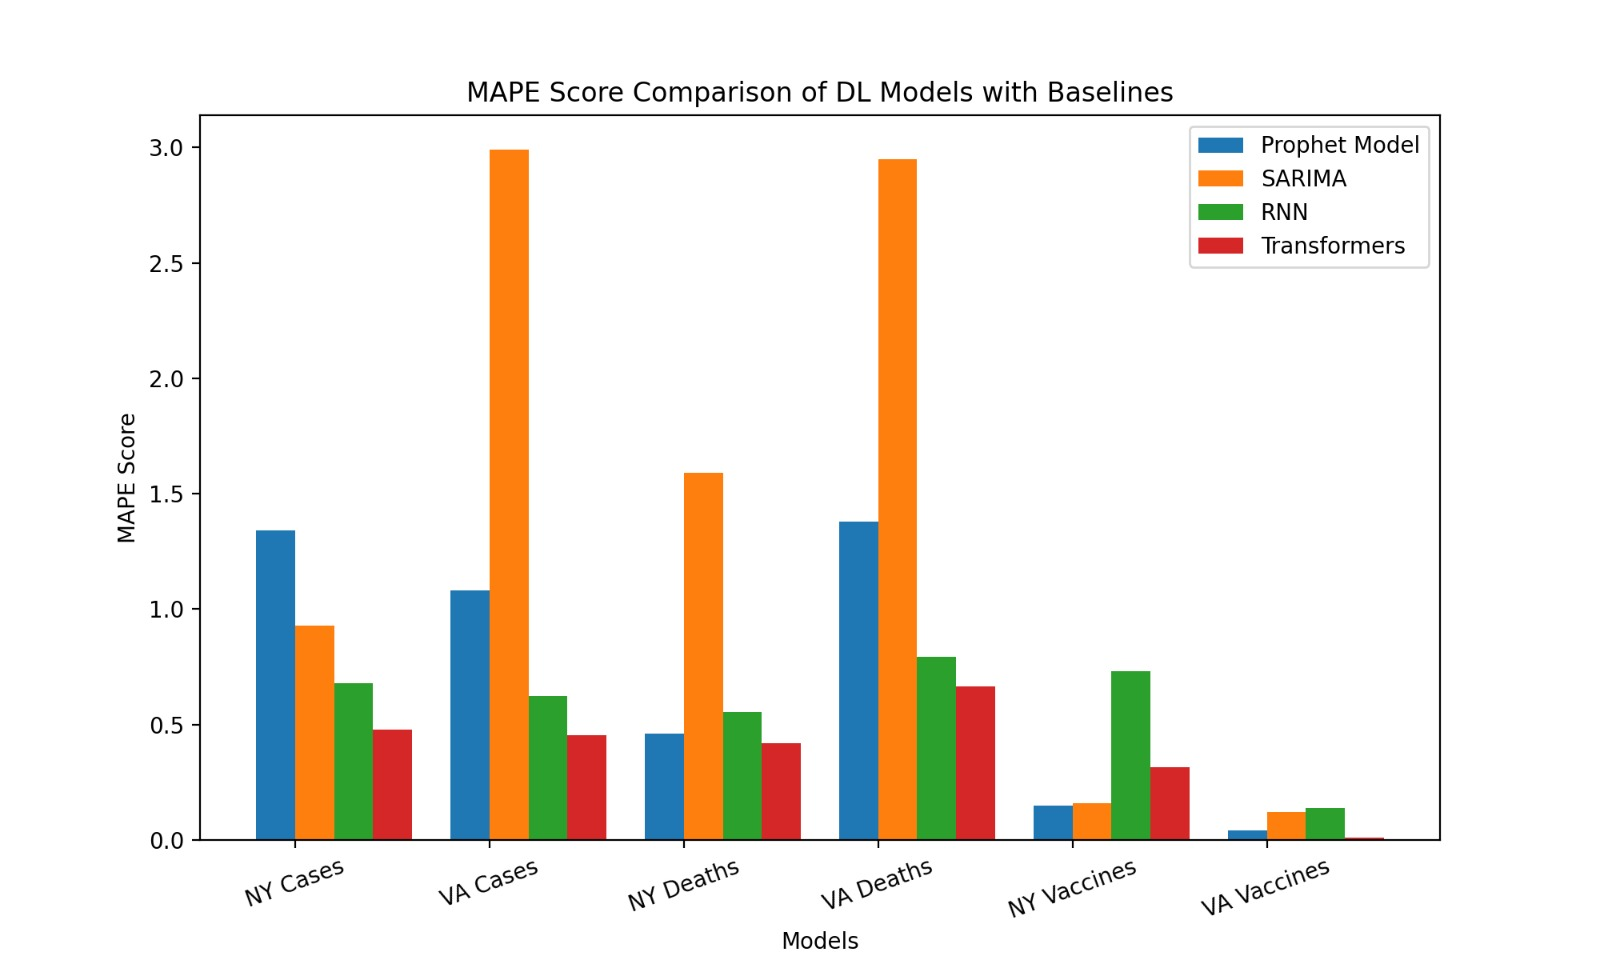 MAPE Score Comparison of DL Models with Baselines
Prophet Model
SARIMA
RNN
Transformers
MAPE Score
3.0
2.5
2.0
1.5
1.0
0.5
0.0
NY Cases
VA Cases
NY Deaths
VA Deaths
NY Vaccines
VA Vaccines
Models